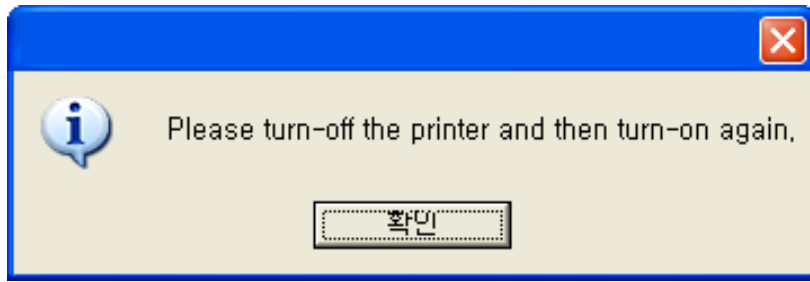 Please turn-off the printer and then turn-on again.
확인